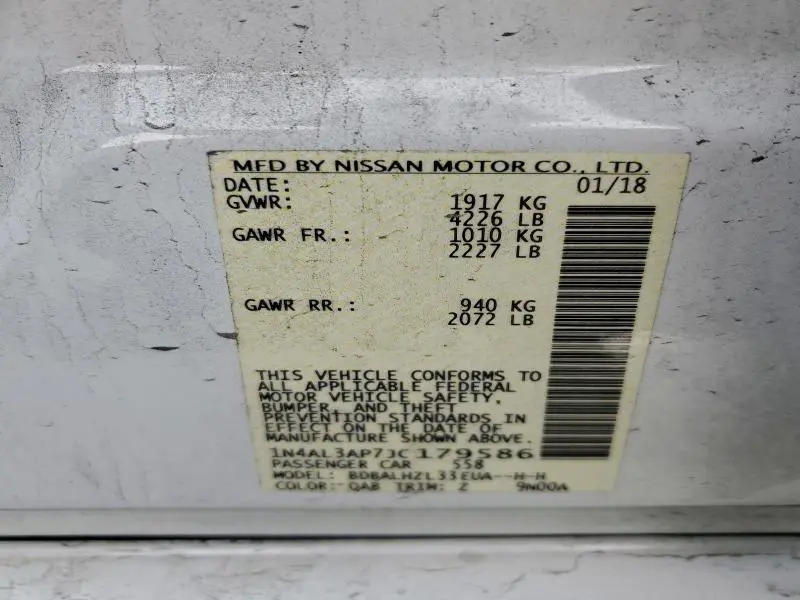 MFD BY NISSAN MOTOR CO., LTD.
DATE: 01/18
GVWR: 1917 KG
4226 LB
GAWR FR.: 1010 KG
2227 LB
GAWR RR.: 940 KG
2072 LB
THIS VEHICLE CONFORMS TO
ALL APPLICABLE FEDERAL
MOTOR VEHICLE SAFETY,
BUMPER, AND THEFT
PREVENTION STANDARDS IN
EFFECT ON THE DATE OF
MANUFACTURE SHOWN ABOVE.
1N4AL3AP7JC179586
PASSENGER CAR 558
MODEL: BDBALHZL33EUA--H-H
COLOR: QAB TRIM: Z 9N00A